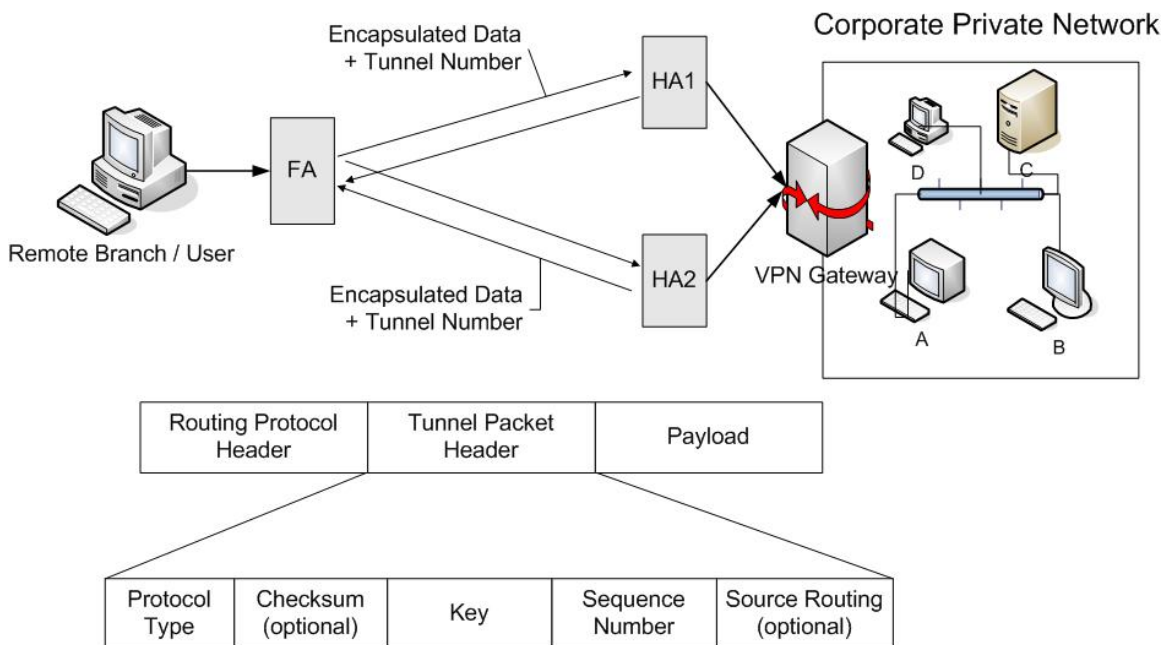 Corporate Private Network
Encapsulated Data
+ Tunnel Number
HA1
FA
D
C
Remote Branch / User
HA2
VPN Gateway
Encapsulated Data
+ Tunnel Number
A
B
Routing Protocol
Header
Tunnel Packet
Header
Payload
Protocol
Type
Checksum
(optional)
Key
Sequence
Number
Source Routing
(optional)